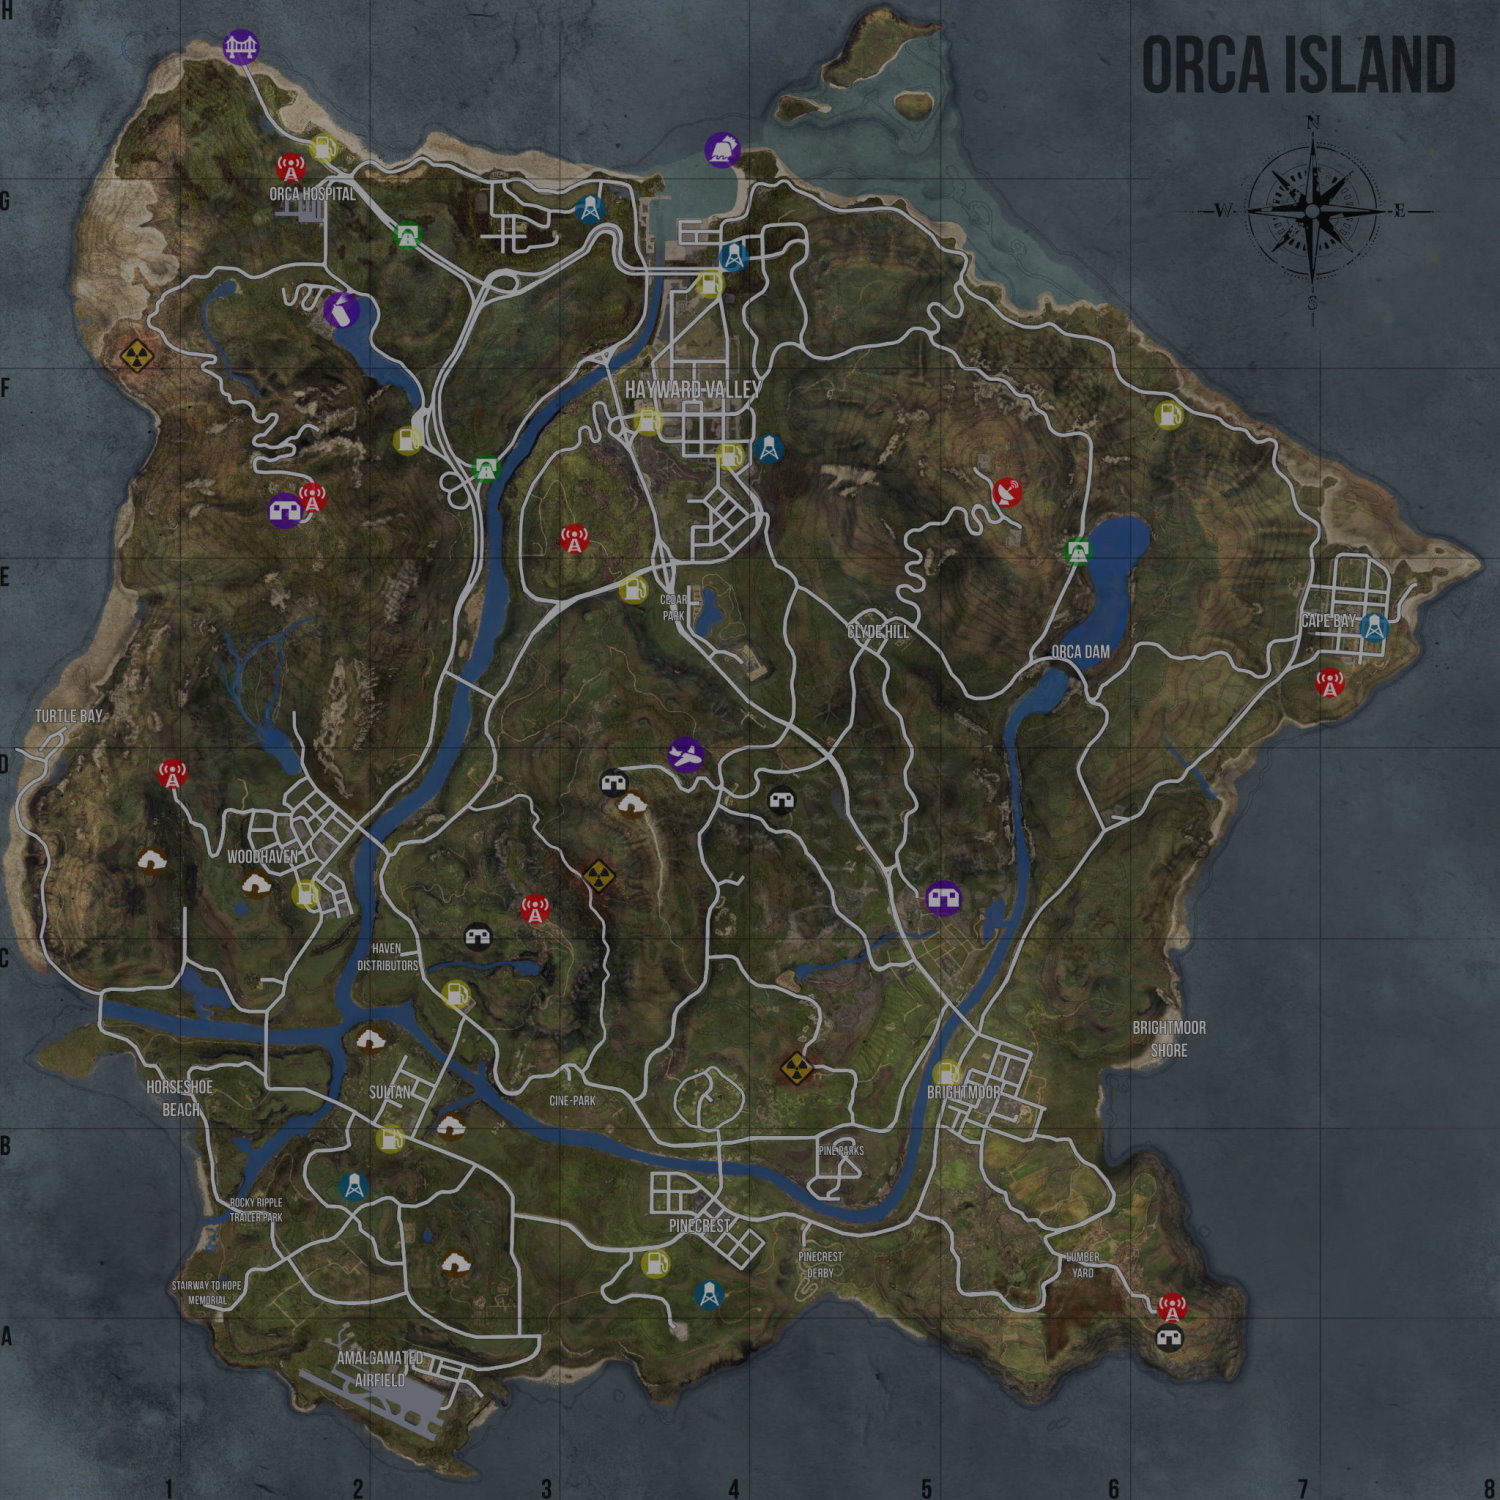 H
ORCA ISLAND
N
W
E
S
G
ORCA HOSPITAL
F
HAYWARD VALLEY
E
CEDAR
PARK
CLYDE HILL
CAPE BAY
ORCA DAM
TURTLE BAY
D
WOODHAVEN
C
HAVEN
DISTRIBUTORS
BRIGHTMOOR
SHORE
HORSESHOE
BEACH
SULTAN
CINE-PARK
BRIGHTMOOR
B
PINE PARKS
ROCKY RIPPLE
TRAILER PARK
PINECREST
PINECREST
DERBY
LUMBER
YARD
STAIRWAY TO HOPE
MEMORIAL
A
AMALGAMATED
AIRFIELD
1 2 3 4 5 6 7 8